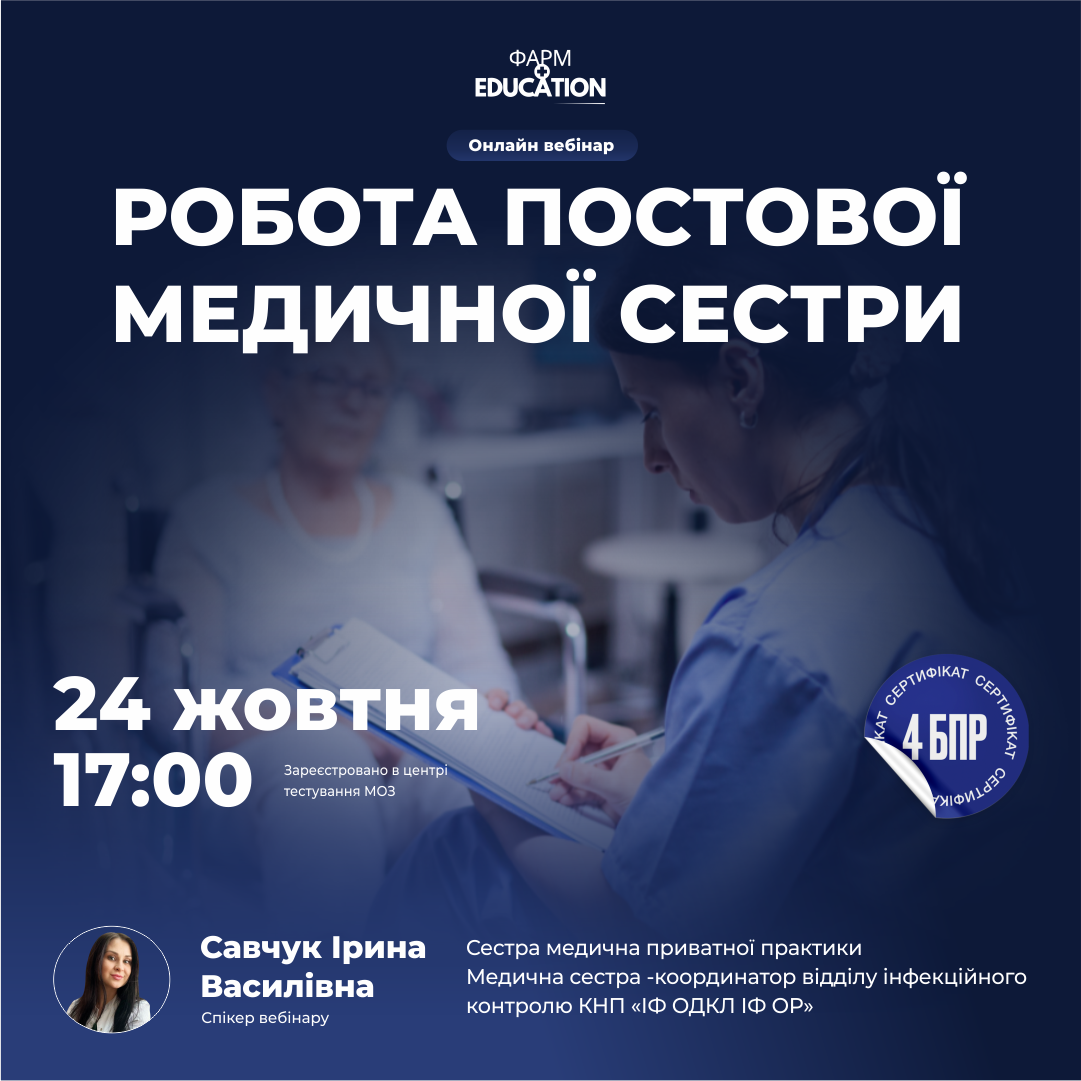 ФАРМ
EDUCATION
Онлайн вебінар
РОБОТА ПОСТОВОЇ
МЕДИЧНОЇ СЕСТРИ
24 жовтня
17:00
Зареєстровано в центрі
тестування МОЗ
СЕРТИФІКАТ СЕРТИФІКАТ СЕРТИФІКА
КАТ
4 БПР
Савчук Ірина
Василівна
Спікер вебінару
Сестра медична приватної практики
Медична сестра -координатор відділу інфекційного
контролю КНП «ІФ ОДКЛ ІФ ОР»